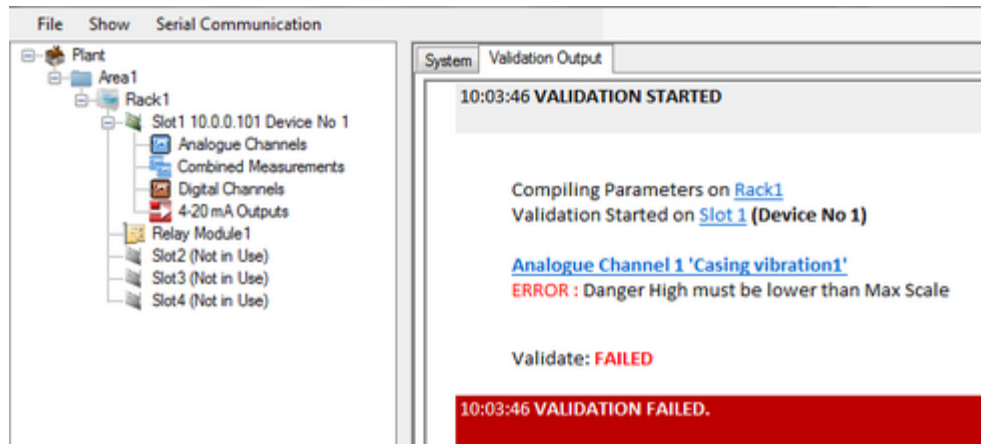 File Show Serial Communication
Plant
Area1
Rack1
Slot1 10.0.0.101 Device No 1
Analogue Channels
Combined Measurements
Digital Channels
4-20 mA Outputs
Relay Module1
Slot2 (Not in Use)
Slot3 (Not in Use)
Slot4 (Not in Use)
System Validation Output
10:03:46 VALIDATION STARTED
Compiling Parameters on Rack1
Validation Started on Slot 1 (Device No 1)
Analogue Channel 1 'Casing vibration1'
ERROR : Danger High must be lower than Max Scale
Validate: FAILED
10:03:46 VALIDATION FAILED.